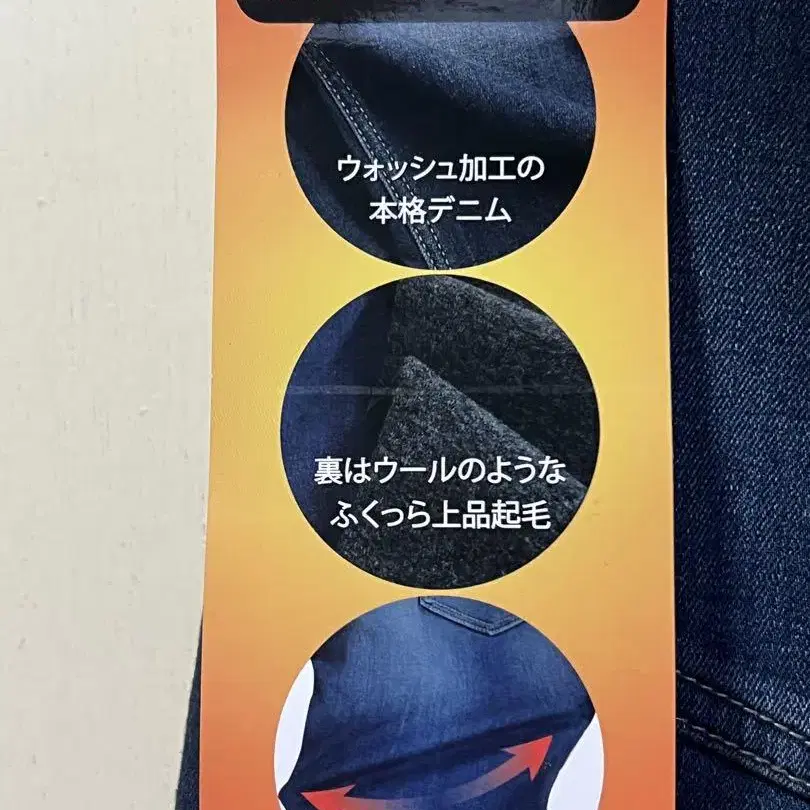 ウォッシュ加工の
本格デニム
裏はウールのような
ふくっら上品起毛